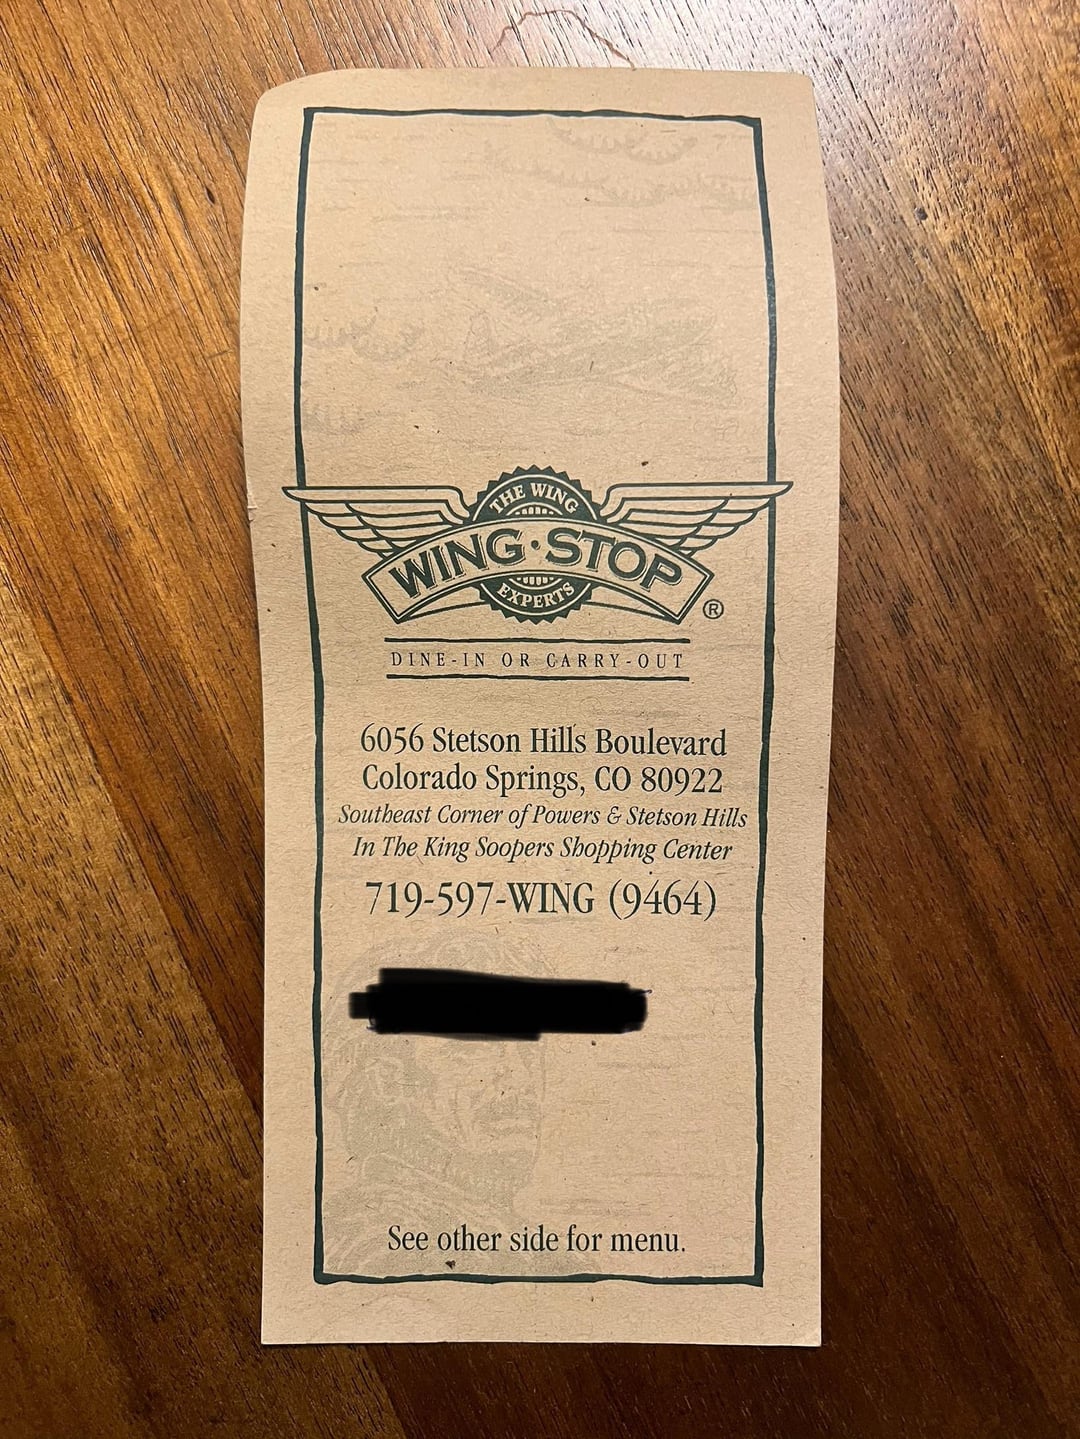 THE WING
WING·STOP
EXPERTS
®
DINE-IN OR CARRY-OUT
6056 Stetson Hills Boulevard
Colorado Springs, CO 80922
Southeast Corner of Powers & Stetson Hills
In The King Soopers Shopping Center
719-597-WING (9464)
See other side for menu.